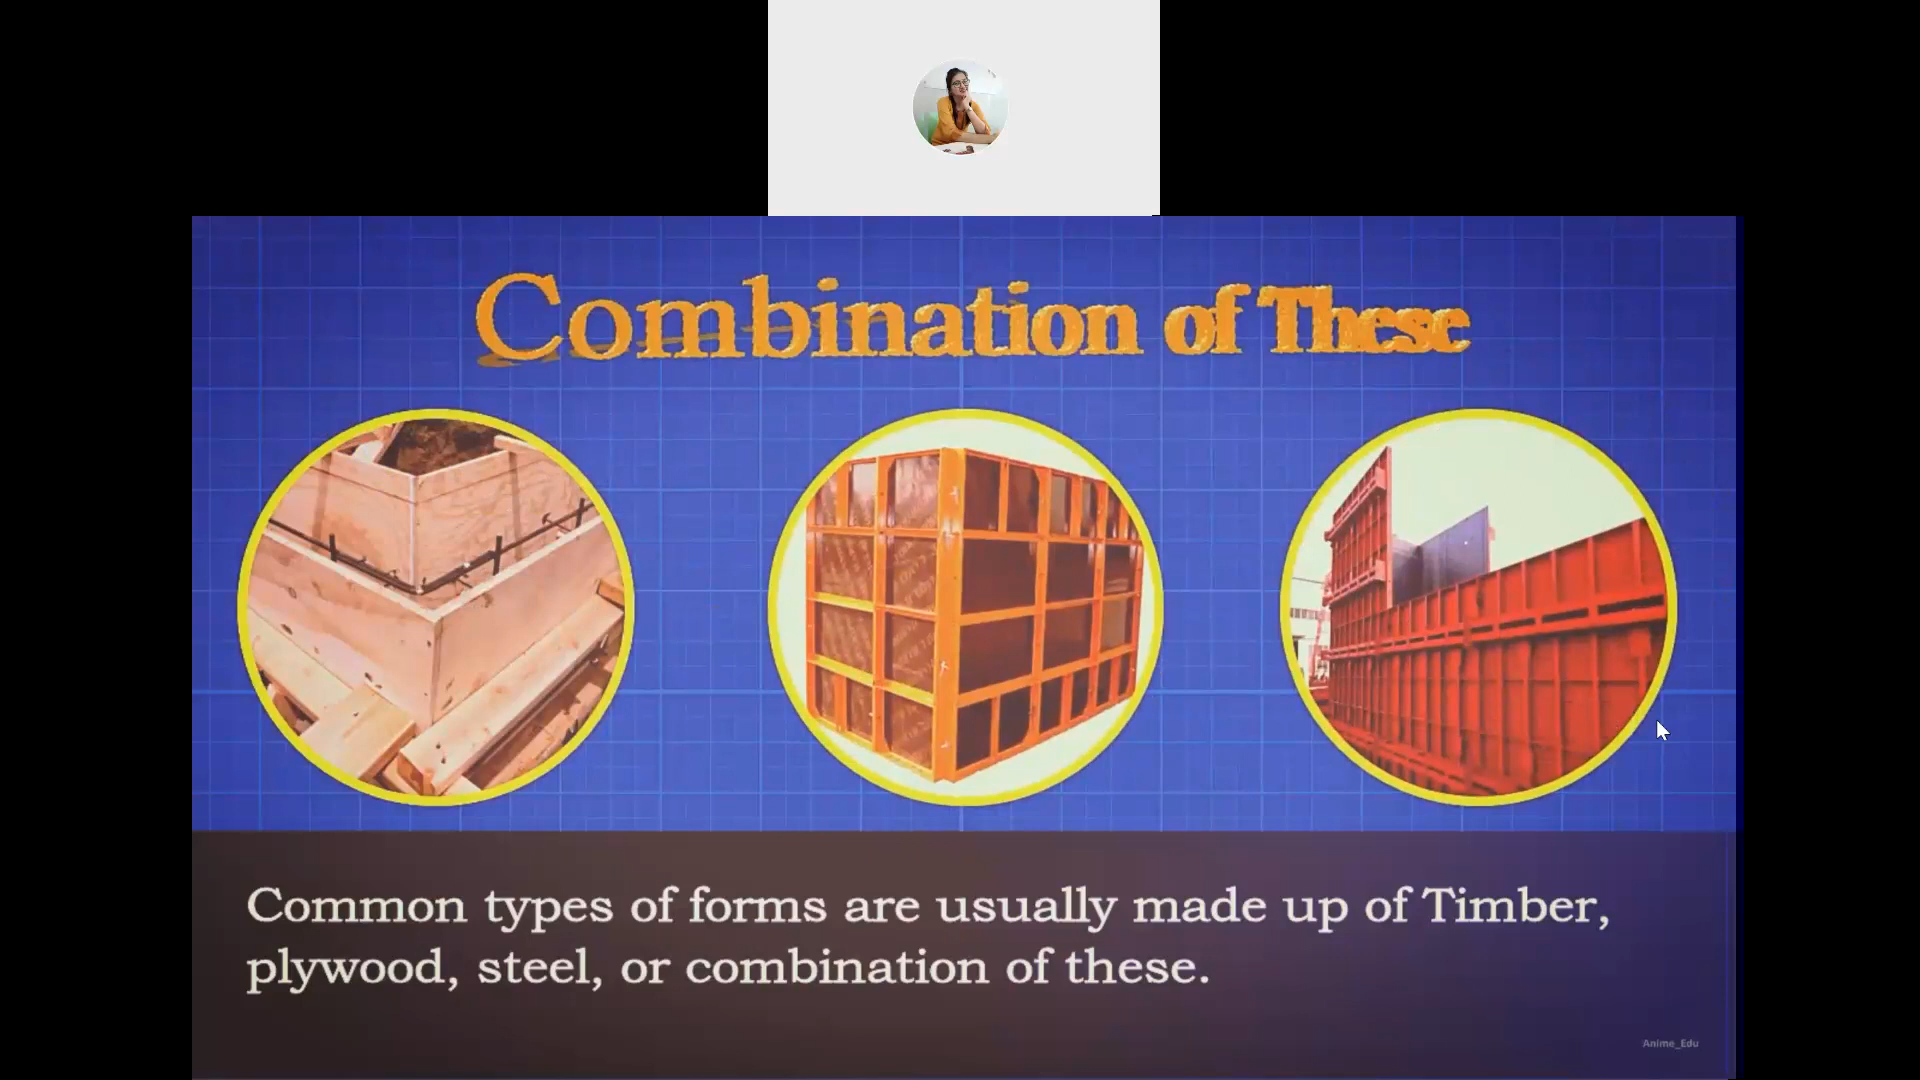 Combination of These
Common types of forms are usually made up of Timber,
plywood, steel, or combination of these.
Anime_Edu